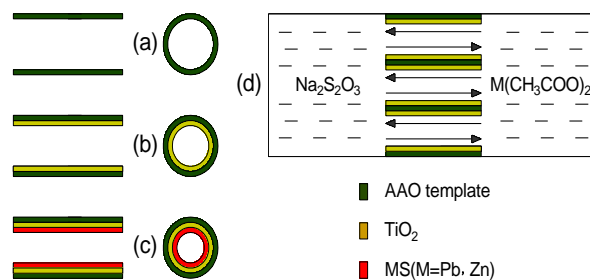 (a)
(b)
(c)
(d)
Na₂S₂O₃
M(CH₃COO)₂
AAO template
TiO₂
MS(M=Pb, Zn)